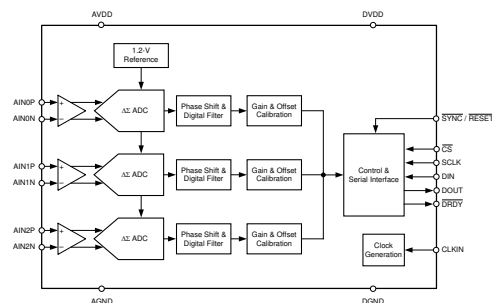 AVDD
DVDD
1.2-V
Reference
AIN0P
AIN0N
+
−
ΔΣ ADC
Phase Shift &
Digital Filter
Gain & Offset
Calibration
SYNC / RESET
CS
SCLK
DIN
DOUT
DRDY
Control &
Serial Interface
AIN1P
AIN1N
+
−
ΔΣ ADC
Phase Shift &
Digital Filter
Gain & Offset
Calibration
AIN2P
AIN2N
+
−
ΔΣ ADC
Phase Shift &
Digital Filter
Gain & Offset
Calibration
Clock
Generation
CLKIN
AGND
DGND